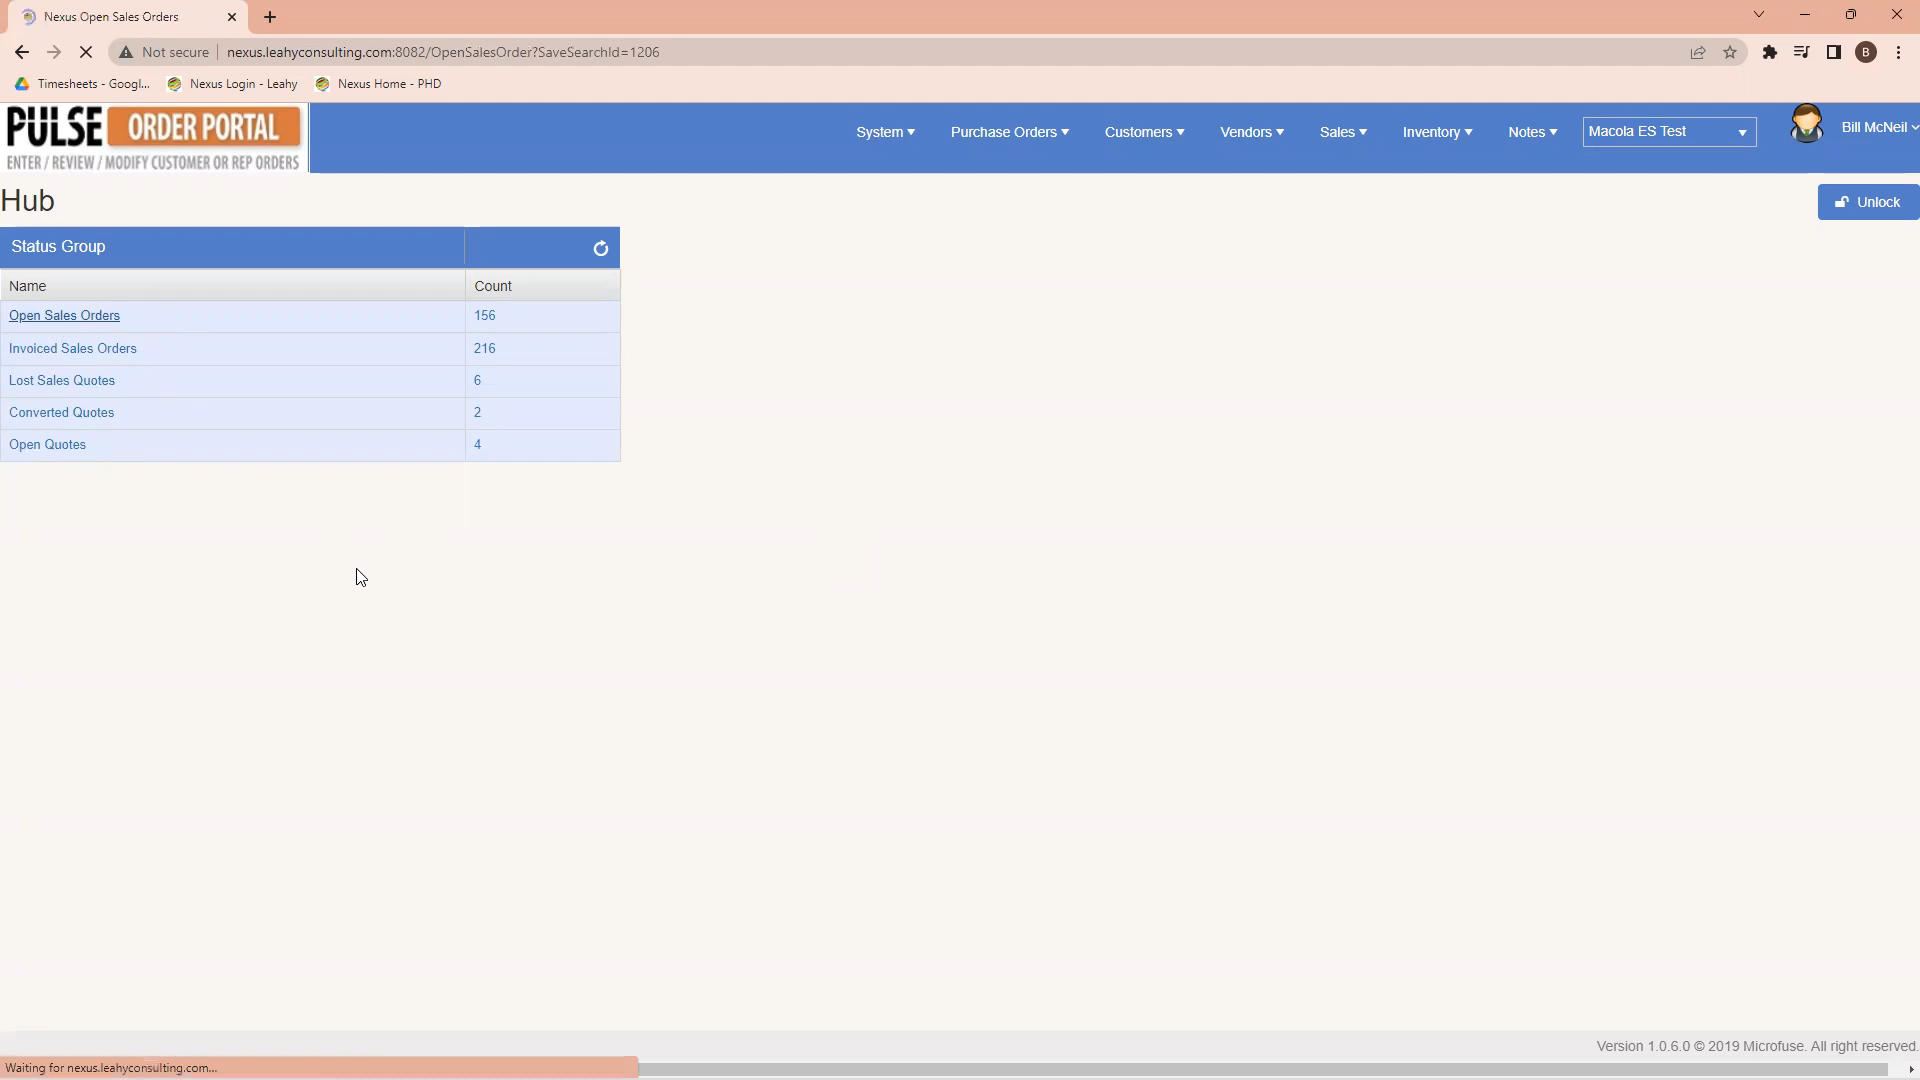 Nexus Open Sales Orders
Not secure nexus.leahyconsulting.com:8082/OpenSalesOrder?SaveSearchId=1206
B
Timesheets - Googl... Nexus Login - Leahy Nexus Home - PHD
PULSE ORDER PORTAL
ENTER / REVIEW / MODIFY CUSTOMER OR REP ORDERS
System Purchase Orders Customers Vendors Sales Inventory Notes Macola ES Test Bill McNeil
Hub
Unlock
Status Group
Name Count
Open Sales Orders 156
Invoiced Sales Orders 216
Lost Sales Quotes 6
Converted Quotes 2
Open Quotes 4
Version 1.0.6.0 © 2019 Microfuse. All right reserved.
Waiting for nexus.leahyconsulting.com...